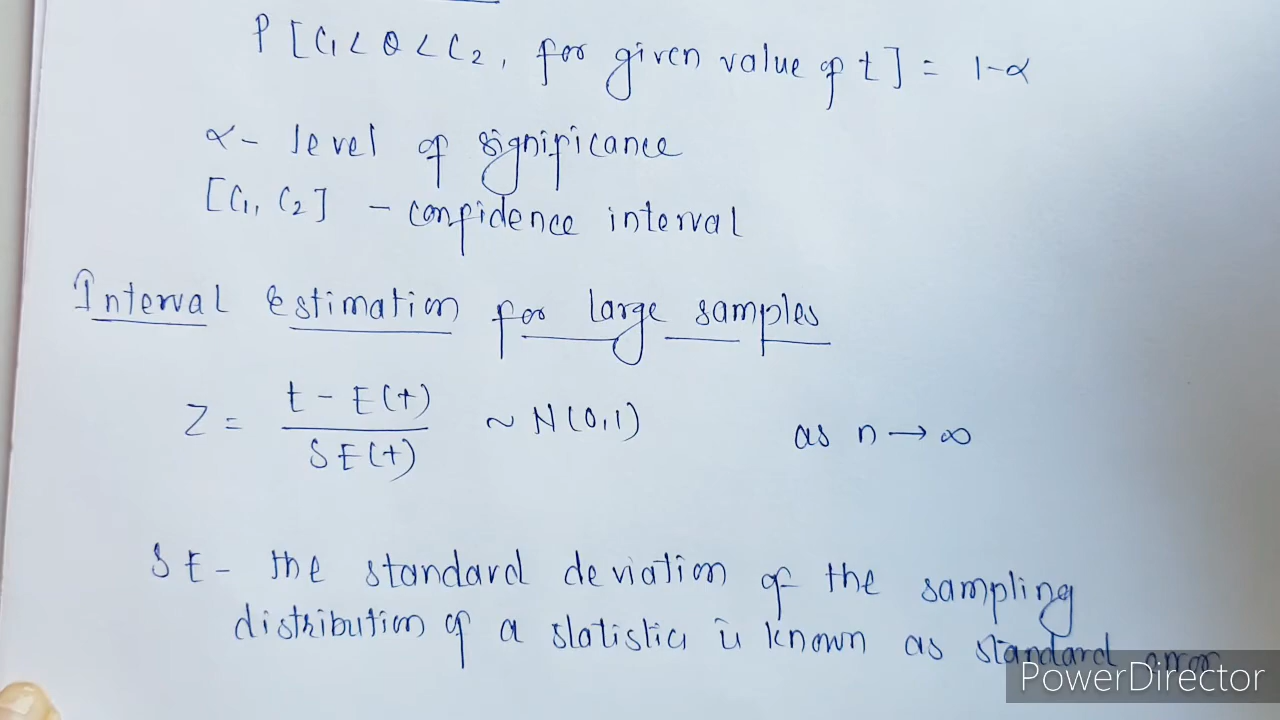 P [C₁ < θ < C₂, for given value of t] = 1-α
α - level of significance
[C₁, C₂] - confidence interval
Interval Estimation for large samples
Z = t - E(t) / SE(t) ~ N(0,1) as n → ∞
SE - the standard deviation of the sampling
distribution of a statistic is known as standard error
PowerDirector